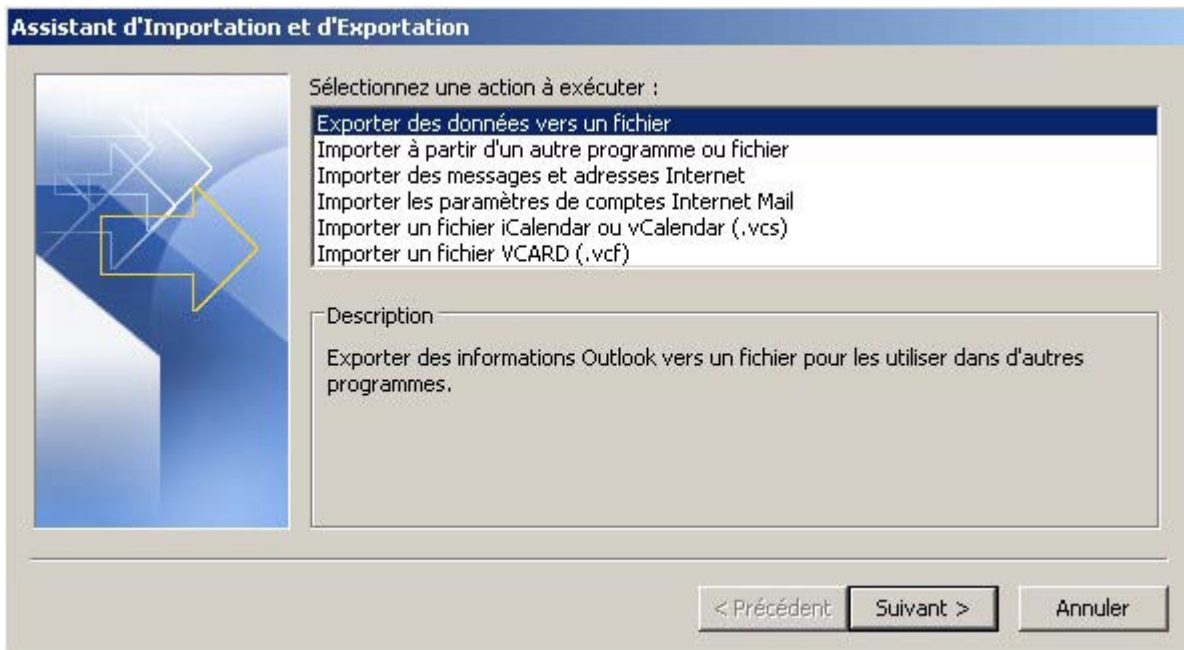 Assistant d'Importation et d'Exportation
Sélectionnez une action à exécuter :
Exporter des données vers un fichier
Importer à partir d'un autre programme ou fichier
Importer des messages et adresses Internet
Importer les paramètres de comptes Internet Mail
Importer un fichier iCalendar ou vCalendar (.vcs)
Importer un fichier VCARD (.vcf)
Description
Exporter des informations Outlook vers un fichier pour les utiliser dans d'autres
programmes.
< Précédent Suivant > Annuler